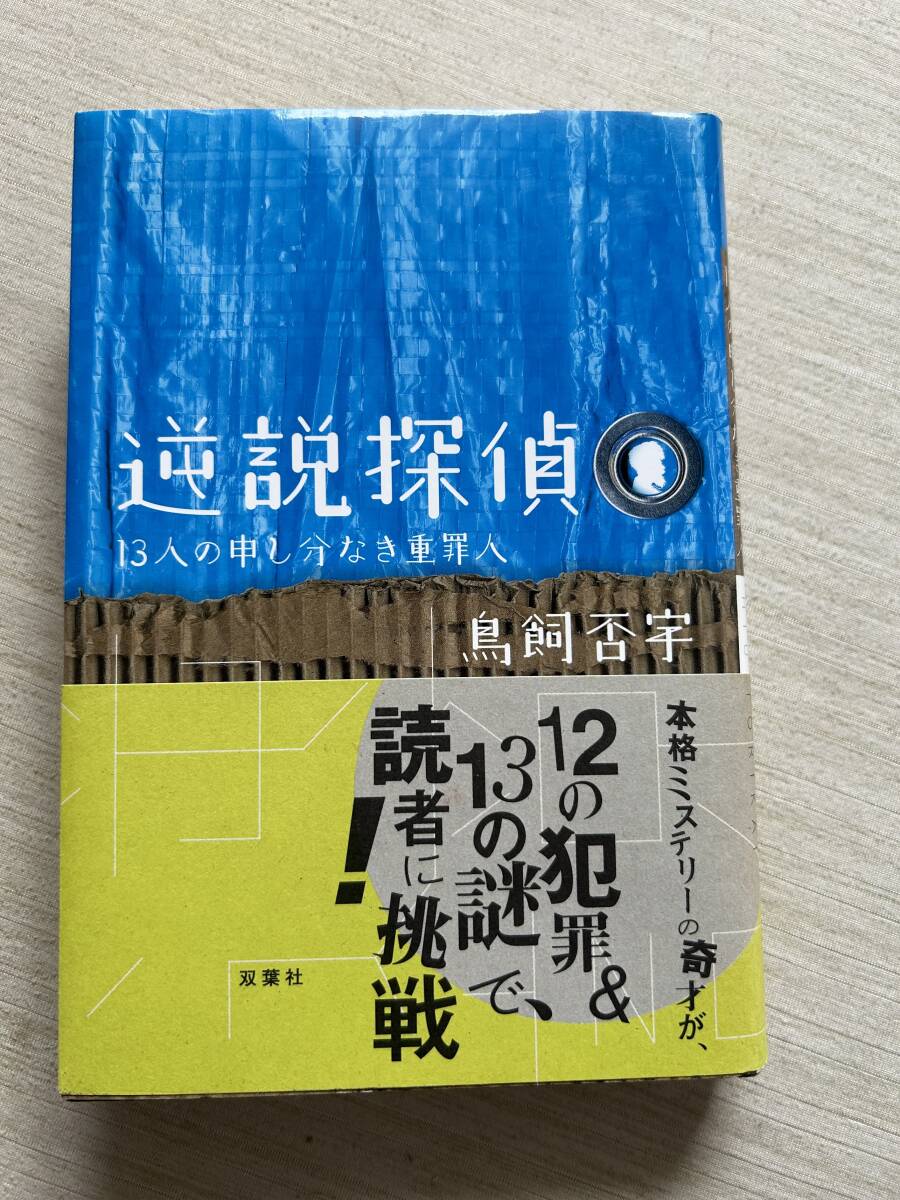 逆説探偵
13人の申し分なき重罪人
鳥飼否宇
本格ミステリーの奇才が、
12の犯罪&
13の謎で、
読者に挑戦
!
双葉社